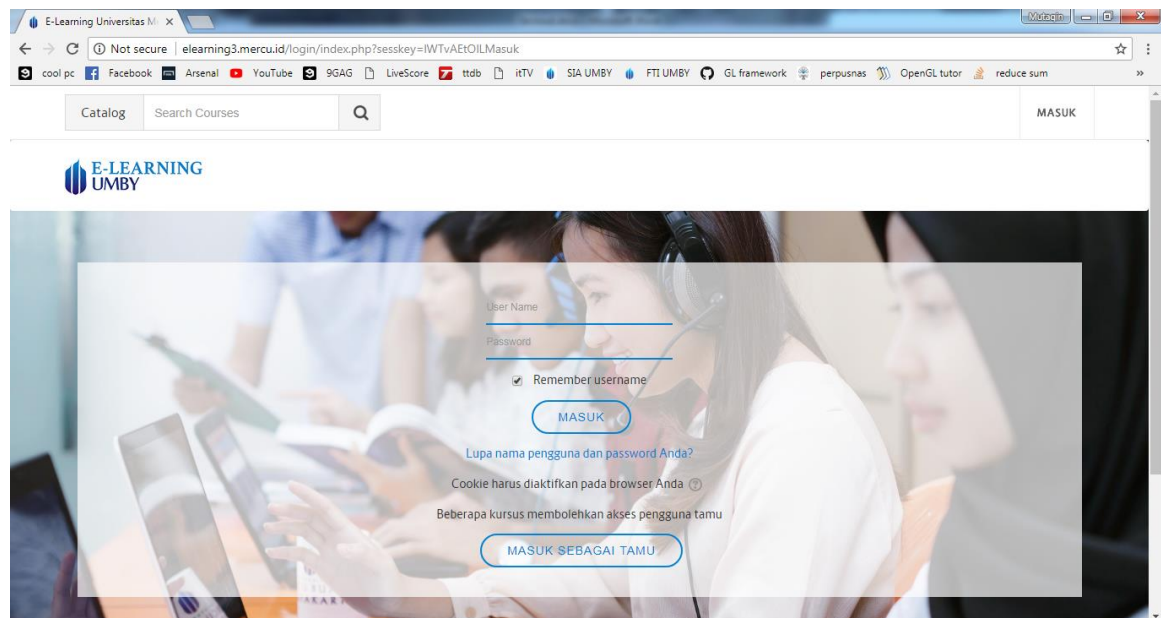 E-Learning Universitas M
Mutaqin
Not secure | elearning3.mercu.id/login/index.php?sesskey=IWTvAEtOILMasuk
cool pc Facebook Arsenal YouTube 9GAG LiveScore ttdb itTV SIA UMBY FTI UMBY GL framework perpusnas OpenGL tutor reduce sum »
Catalog Search Courses MASUK
E-LEARNING
UMBY
User Name
Password
Remember username
MASUK
Lupa nama pengguna dan password Anda?
Cookie harus diaktifkan pada browser Anda ?
Beberapa kursus membolehkan akses pengguna tamu
MASUK SEBAGAI TAMU